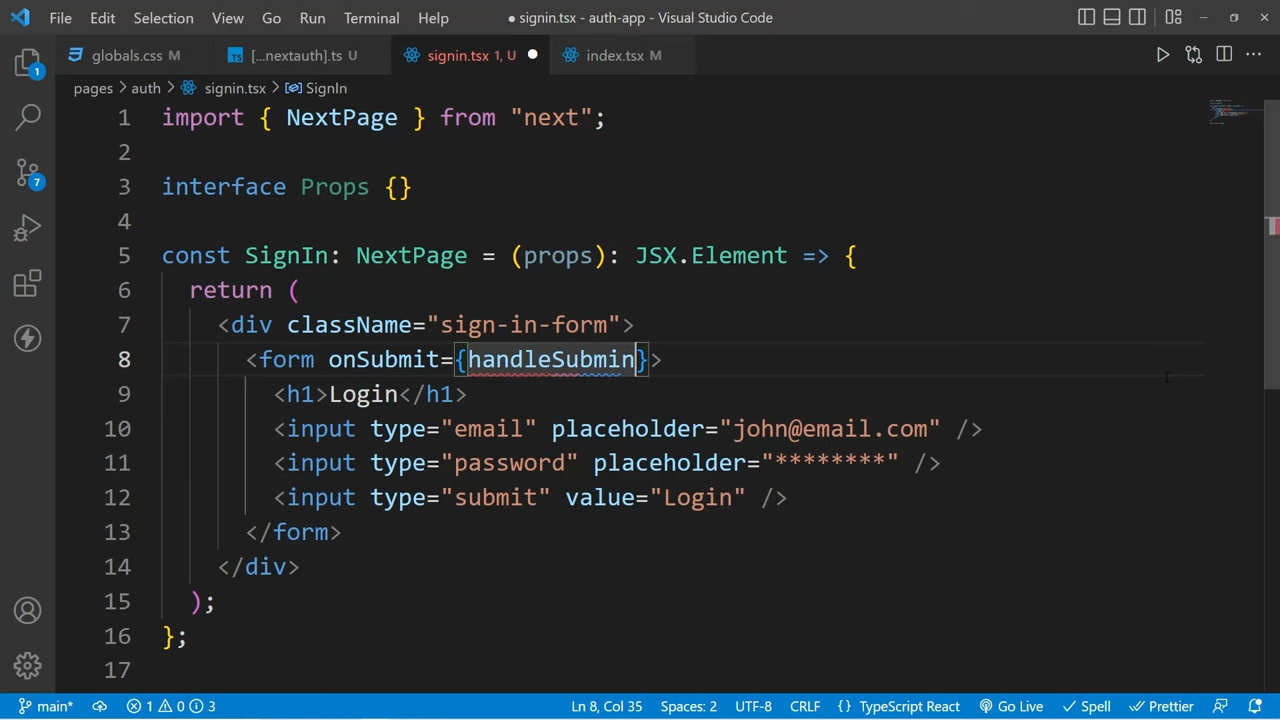 File Edit Selection View Go Run Terminal Help ● signin.tsx - auth-app - Visual Studio Code
globals.css M [...nextauth].ts U signin.tsx 1, U index.tsx M
pages > auth > signin.tsx > SignIn
1 import { NextPage } from "next";
2
3 interface Props {}
4
5 const SignIn: NextPage = (props): JSX.Element => {
6 return (
7 <div className="sign-in-form">
8 <form onSubmit={handleSubmin}>
9 <h1>Login</h1>
10 <input type="email" placeholder="john@email.com" />
11 <input type="password" placeholder="********" />
12 <input type="submit" value="Login" />
13 </form>
14 </div>
15 );
16 };
17
1
7
main* 1 0 3 Ln 8, Col 35 Spaces: 2 UTF-8 CRLF {} TypeScript React Go Live Spell Prettier